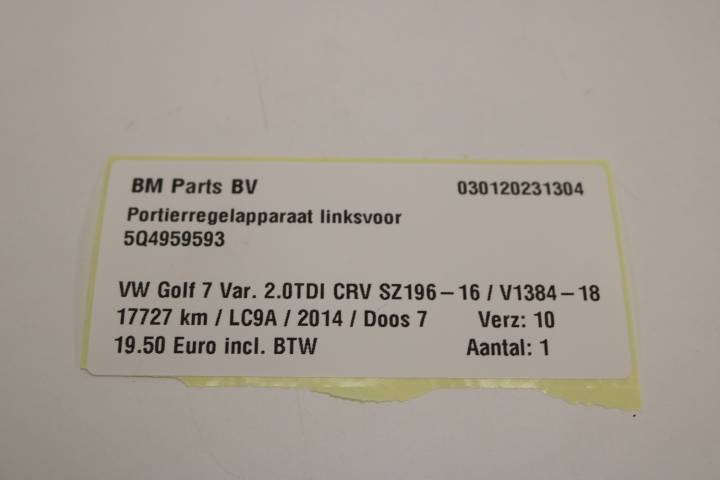 BM Parts BV 030120231304
Portierregelapparaat linksvoor
5Q4959593
VW Golf 7 Var. 2.0TDI CRV SZ196-16 / V1384-18
17727 km / LC9A / 2014 / Doos 7 Verz: 10
19.50 Euro incl. BTW Aantal: 1